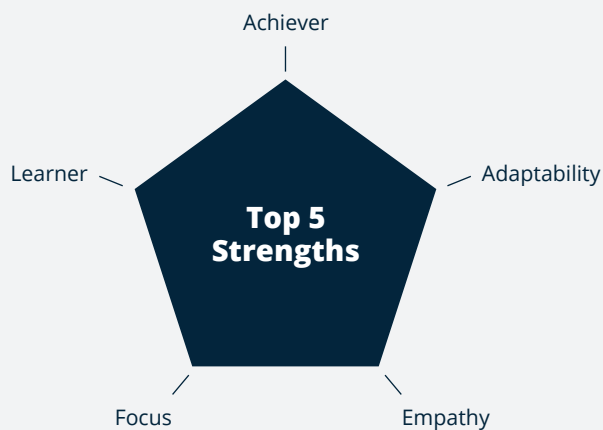 Achiever
Learner
Adaptability
Top 5
Strengths
Focus
Empathy